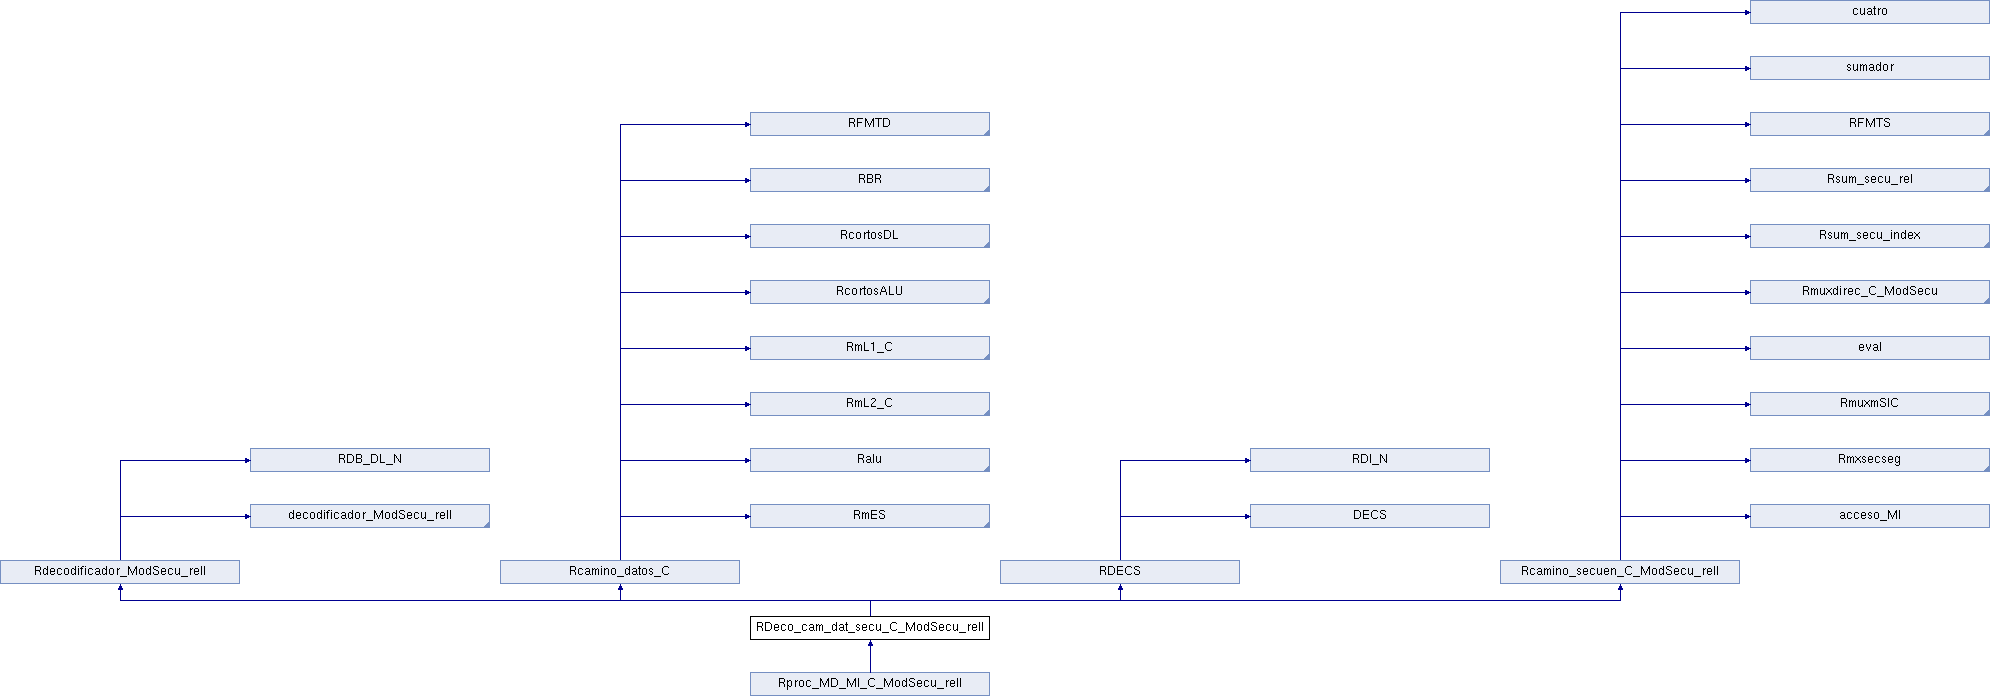 cuatro
sumador
RFMTD
RFMTS
RBR
Rsum_secu_rel
RcortosDL
Rsum_secu_index
RcortosALU
Rmuxdirec_C_ModSecu
RmL1_C
eval
RmL2_C
RmuxmSIC
RDB_DL_N
Ralu
RDI_N
Rmxsecseg
decodificador_ModSecu_rell
RmES
DECS
acceso_MI
Rdecodificador_ModSecu_rell
Rcamino_datos_C
RDECS
Rcamino_secuen_C_ModSecu_rell
RDeco_cam_dat_secu_C_ModSecu_rell
Rproc_MD_MI_C_ModSecu_rell